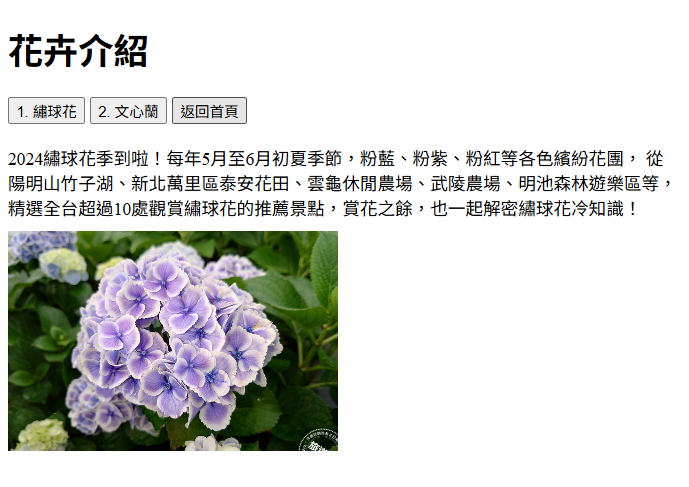 花卉介紹
1. 繡球花 2. 文心蘭 返回首頁
2024繡球花季到啦！每年5月至6月初夏季節，粉藍、粉紫、粉紅等各色繽紛花團， 從
陽明山竹子湖、新北萬里區泰安花田、雲龜休閒農場、武陵農場、明池森林遊樂區等，
精選全台超過10處觀賞繡球花的推薦景點，賞花之餘，也一起解密繡球花冷知識！